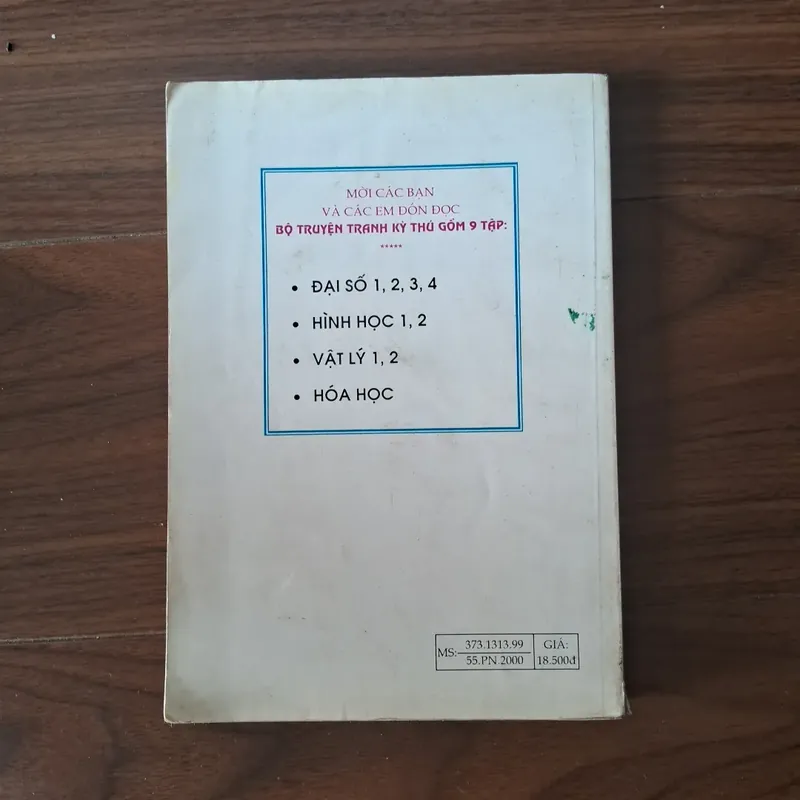 MỜI CÁC BẠN
VÀ CÁC EM ĐÓN ĐỌC
BỘ TRUYỆN TRANH KỲ THÚ GỒM 9 TẬP:
*****
• ĐẠI SỐ 1, 2, 3, 4
• HÌNH HỌC 1, 2
• VẬT LÝ 1, 2
• HÓA HỌC
MS: 373.1313.99
55.PN.2000
GIÁ:
18.500đ